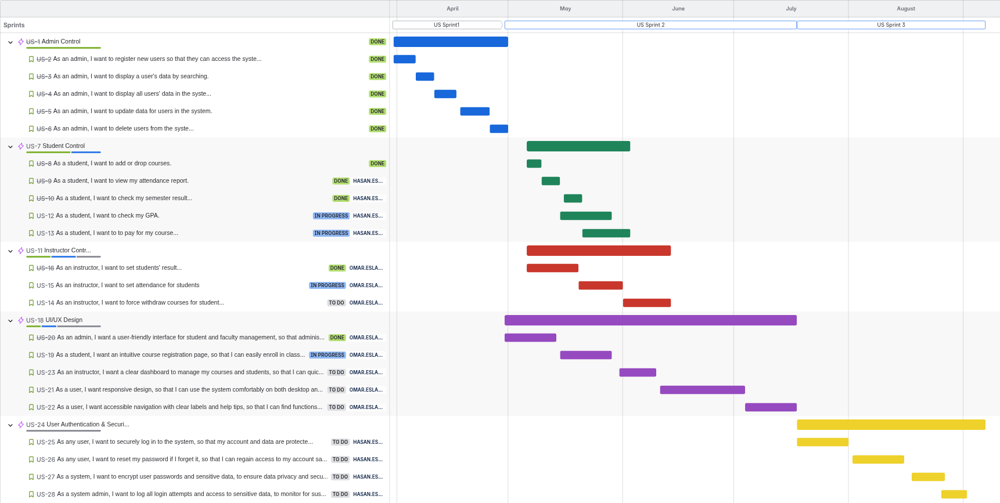 April May June July August
Sprints US Sprint1 US Sprint 2 US Sprint 3
US-1 Admin Control DONE
US-2 As an admin, I want to register new users so that they can access the syste... DONE
US-3 As an admin, I want to display a user's data by searching. DONE
US-4 As an admin, I want to display all users' data in the syste... DONE
US-5 As an admin, I want to update data for users in the system. DONE
US-6 As an admin, I want to delete users from the syste... DONE
US-7 Student Control
US-8 As a student, I want to add or drop courses. DONE
US-9 As a student, I want to view my attendance report. DONE HASAN.ES...
US-10 As a student, I want to check my semester result... DONE HASAN.ES...
US-12 As a student, I want to check my GPA. IN PROGRESS HASAN.ES...
US-13 As a student, I want to to pay for my course... IN PROGRESS HASAN.ES...
US-11 Instructor Contr...
US-16 As an instructor, I want to set students' result... DONE OMAR.ESLA...
US-15 As an instructor, I want to set attendance for students IN PROGRESS OMAR.ESLA...
US-14 As an instructor, I want to force withdraw courses for student... TO DO OMAR.ESLA...
US-18 UI/UX Design
US-20 As an admin, I want a user-friendly interface for student and faculty management, so that adminis... DONE OMAR.ESLA...
US-19 As a student, I want an intuitive course registration page, so that I can easily enroll in class... IN PROGRESS OMAR.ESLA...
US-23 As an instructor, I want a clear dashboard to manage my courses and students, so that I can quic... TO DO OMAR.ESLA...
US-21 As a user, I want responsive design, so that I can use the system comfortably on both desktop an... TO DO OMAR.ESLA...
US-22 As a user, I want accessible navigation with clear labels and help tips, so that I can find functions... TO DO OMAR.ESLA...
US-24 User Authentication & Securi...
US-25 As any user, I want to securely log in to the system, so that my account and data are protecte... TO DO HASAN.ES...
US-26 As any user, I want to reset my password if I forget it, so that I can regain access to my account sa... TO DO HASAN.ES...
US-27 As a system, I want to encrypt user passwords and sensitive data, to ensure data privacy and secu... TO DO HASAN.ES...
US-28 As a system admin, I want to log all login attempts and access to sensitive data, to monitor for sus... TO DO HASAN.ES...